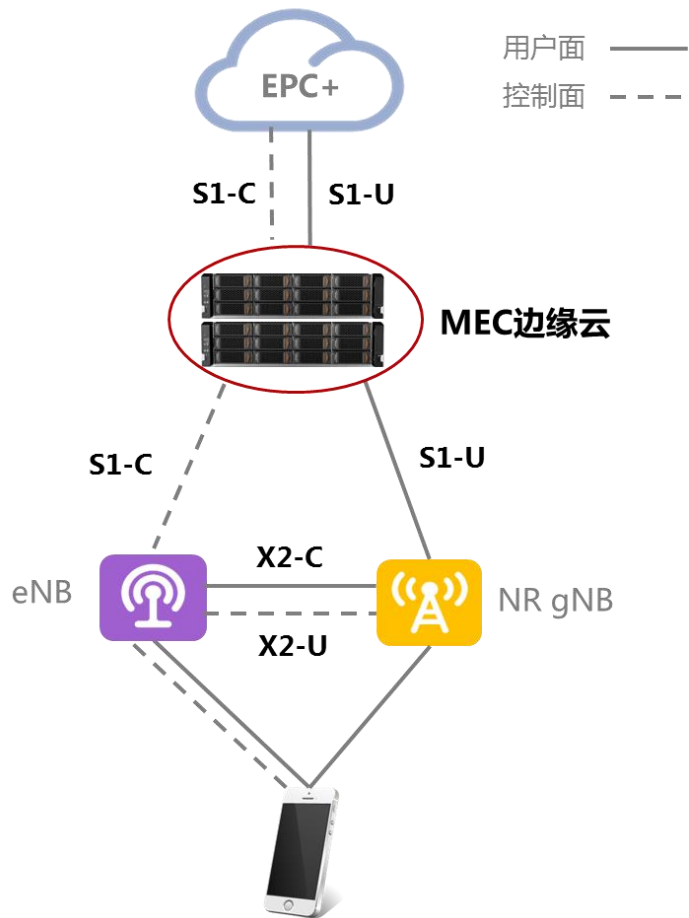 EPC+
用户面
控制面
S1-C
S1-U
MEC边缘云
S1-C
S1-U
X2-C
eNB
NR gNB
X2-U